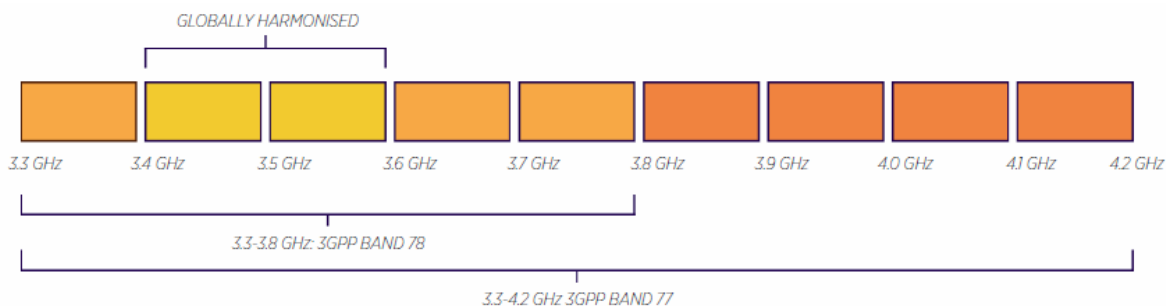 GLOBALLY HARMONISED
3.3 GHz 3.4 GHz 3.5 GHz 3.6 GHz 3.7 GHz 3.8 GHz 3.9 GHz 4.0 GHz 4.1 GHz 4.2 GHz
3.3-3.8 GHz: 3GPP BAND 78
3.3-4.2 GHz 3GPP BAND 77